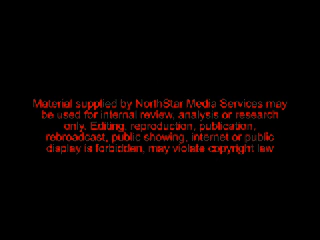 Material supplied by NorthStar Media Services may
be used for internal review, analysis or research
only. Editing, reproduction, publication,
rebroadcast, public showing, internet or public
display is forbidden, may violate copyright law